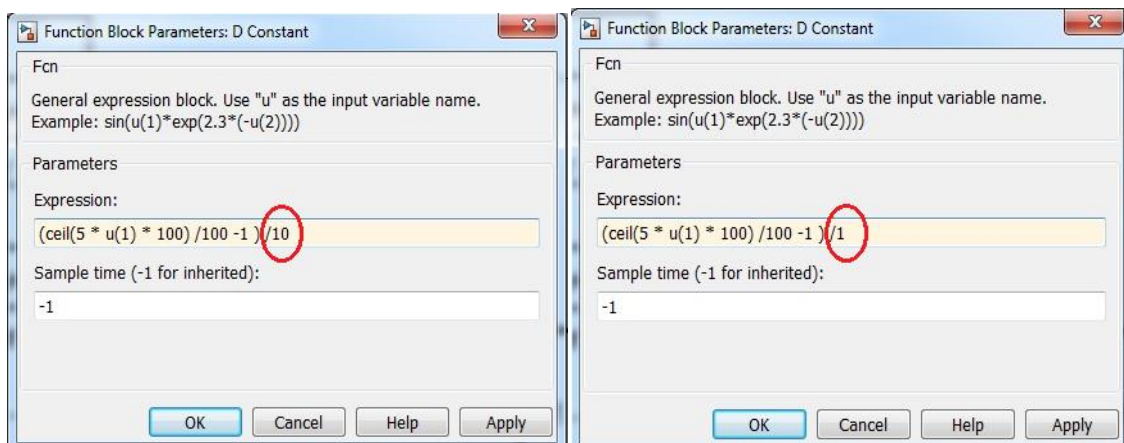 Function Block Parameters: D Constant
Fcn
General expression block. Use "u" as the input variable name.
Example: sin(u(1)*exp(2.3*(-u(2))))
Parameters
Expression:
(ceil(5 * u(1) * 100) /100 -1 ) /10
Sample time (-1 for inherited):
-1
OK Cancel Help Apply
Function Block Parameters: D Constant
Fcn
General expression block. Use "u" as the input variable name.
Example: sin(u(1)*exp(2.3*(-u(2))))
Parameters
Expression:
(ceil(5 * u(1) * 100) /100 -1 ) /1
Sample time (-1 for inherited):
-1
OK Cancel Help Apply